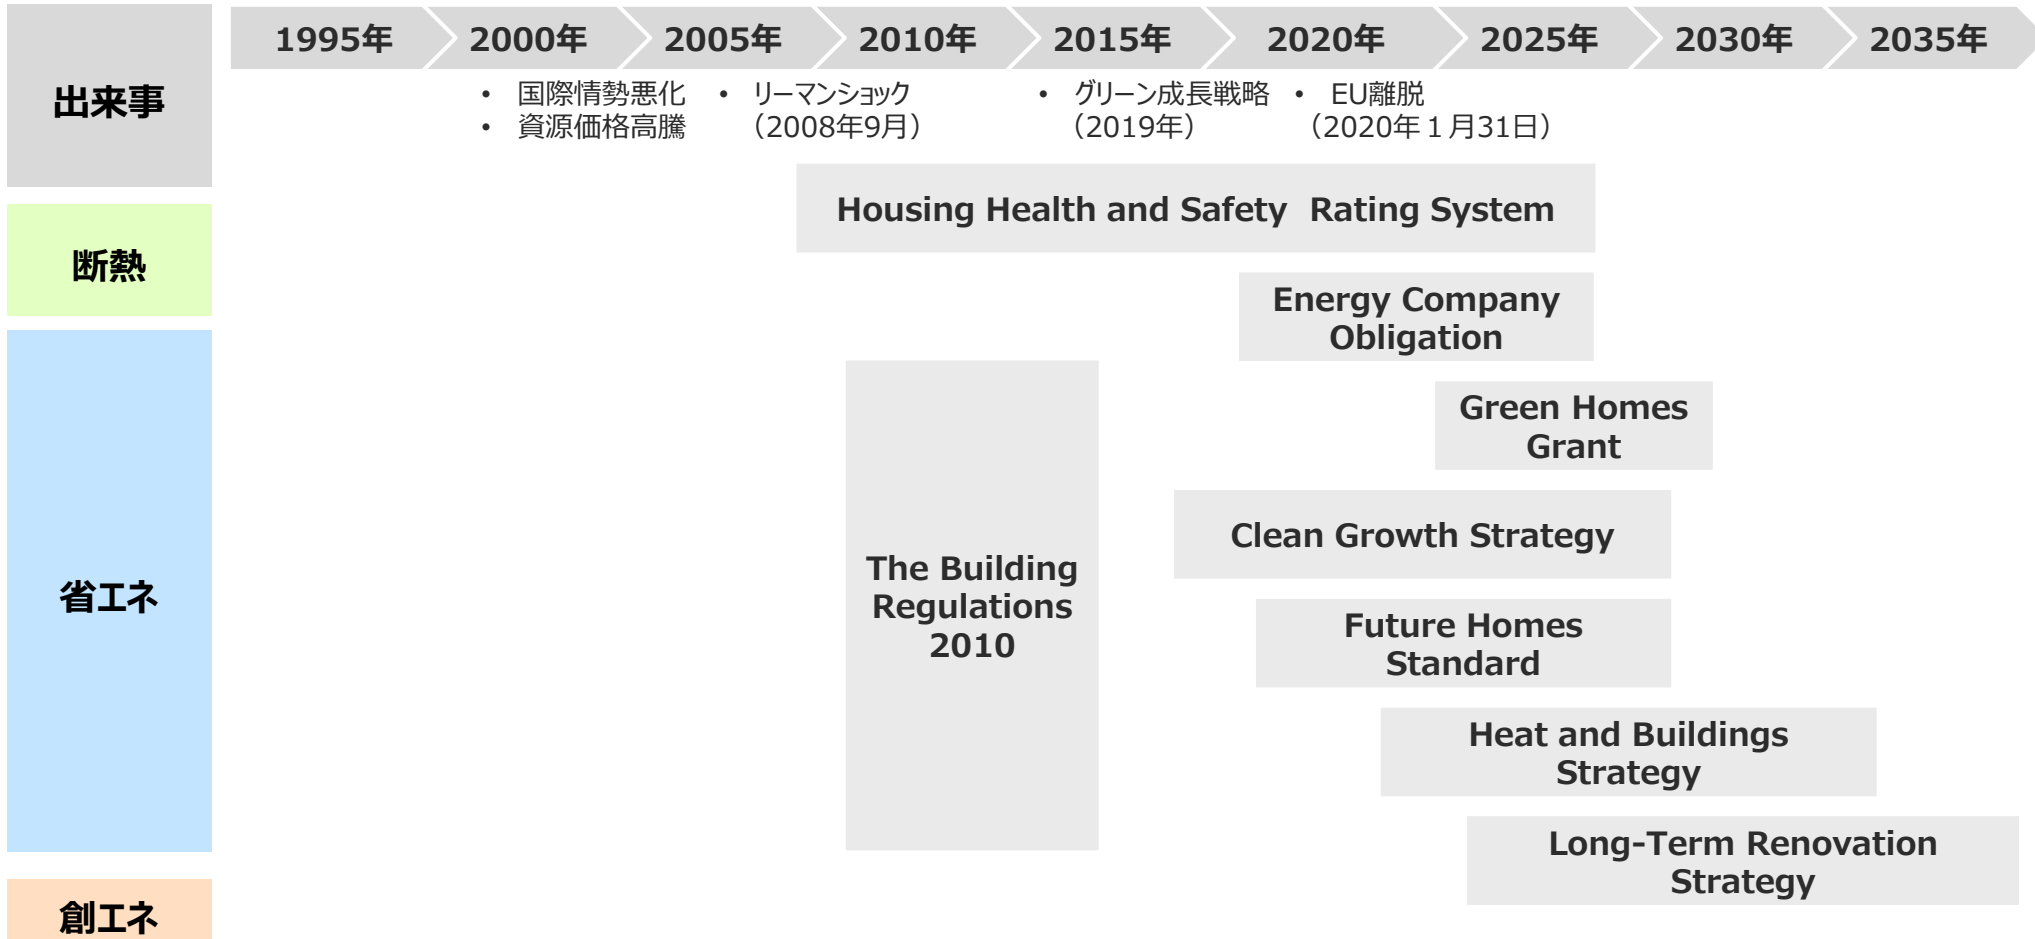 1995年 2000年 2005年 2010年 2015年 2020年 2025年 2030年 2035年
出来事
• 国際情勢悪化
• 資源価格高騰
• リーマンショック
（2008年9月）
• グリーン成長戦略
（2019年）
• EU離脱
（2020年１月31日）
Housing Health and Safety  Rating System
断熱
Energy Company
Obligation
省エネ
Green Homes
Grant
Clean Growth Strategy
The Building
Regulations
2010
Future Homes
Standard
Heat and Buildings
Strategy
Long-Term Renovation
Strategy
創エネ